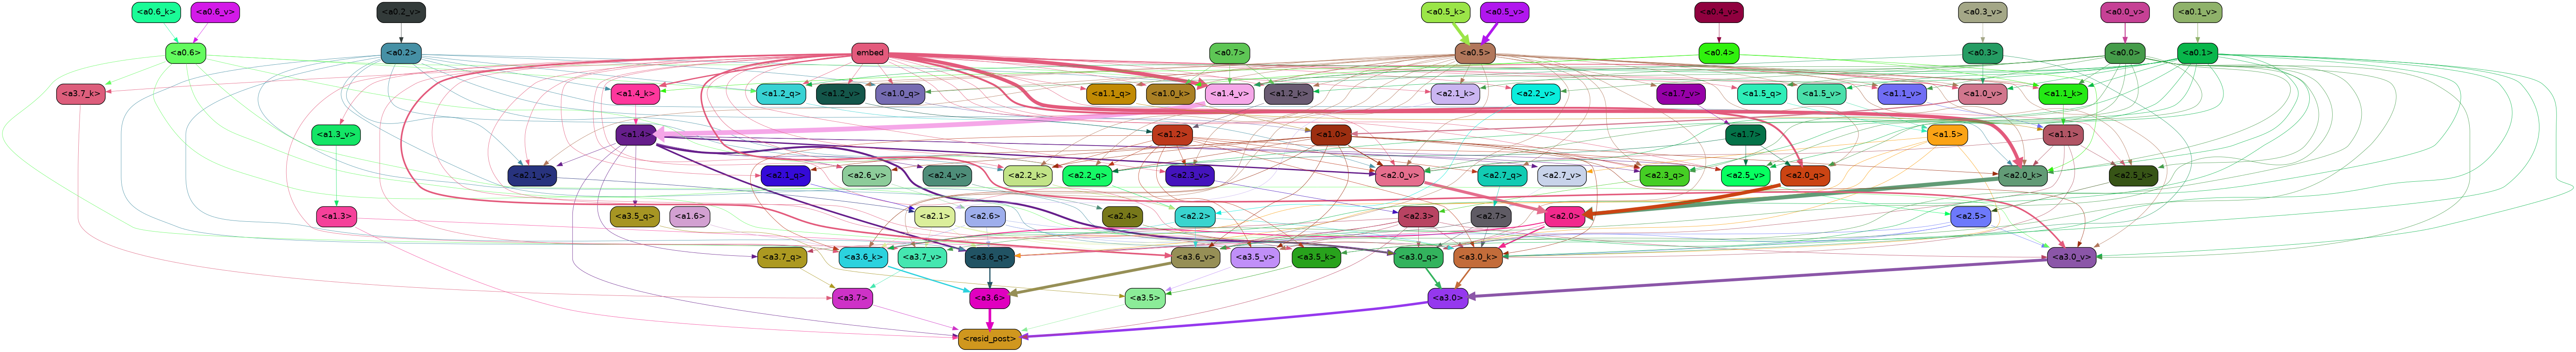 <a0.6_k> <a0.6_v> <a0.2_v> <a0.5_k> <a0.5_v> <a0.4_v> <a0.3_v> <a0.0_v> <a0.1_v>
<a0.6> <a0.2> embed <a0.7> <a0.5> <a0.4> <a0.3> <a0.0> <a0.1>
<a3.7_k> <a1.4_k> <a1.2_q> <a1.2_v> <a1.0_q> <a1.1_q> <a1.0_k> <a1.4_v> <a1.2_k> <a2.1_k> <a2.2_v> <a1.7_v> <a1.5_q> <a1.5_v> <a1.1_v> <a1.0_v> <a1.1_k>
<a1.3_v> <a1.4> <a1.2> <a1.0> <a1.7> <a1.5> <a1.1>
<a2.1_v> <a2.1_q> <a2.6_v> <a2.4_v> <a2.2_k> <a2.2_q> <a2.3_v> <a2.0_v> <a2.7_q> <a2.7_v> <a2.3_q> <a2.5_v> <a2.0_q> <a2.0_k> <a2.5_k>
<a1.3> <a3.5_q> <a1.6> <a2.1> <a2.6> <a2.4> <a2.2> <a2.3> <a2.7> <a2.0> <a2.5>
<a3.7_q> <a3.6_k> <a3.7_v> <a3.6_q> <a3.6_v> <a3.5_v> <a3.5_k> <a3.0_q> <a3.0_k> <a3.0_v>
<a3.7> <a3.6> <a3.5> <a3.0>
<resid_post>